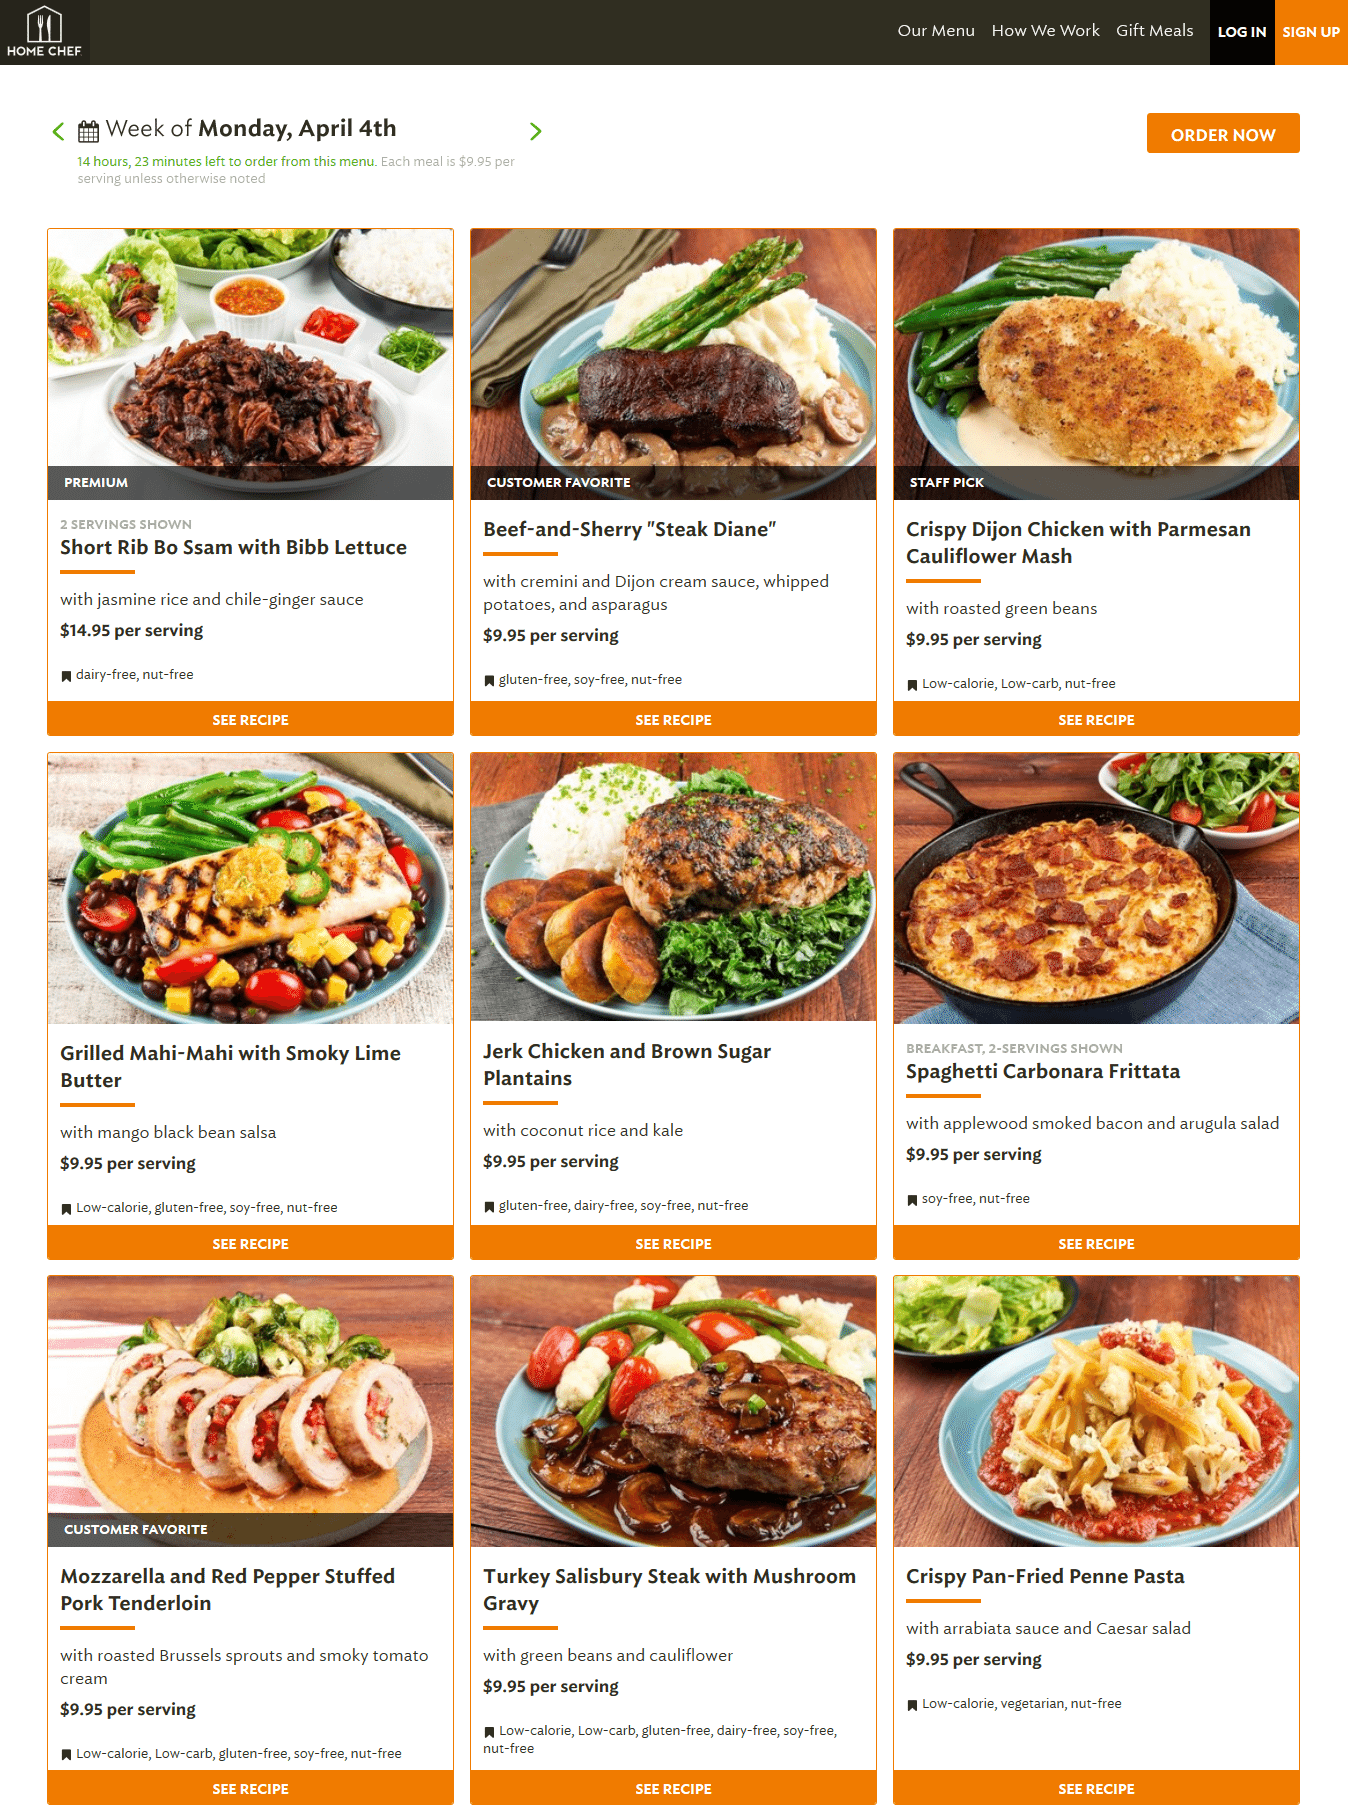 HOME CHEF
Our Menu
How We Work
Gift Meals
LOG IN
SIGN UP
Week of Monday, April 4th
14 hours, 23 minutes left to order from this menu. Each meal is $9.95 per
serving unless otherwise noted
ORDER NOW
PREMIUM
2 SERVINGS SHOWN
Short Rib Bo Ssam with Bibb Lettuce
with jasmine rice and chile-ginger sauce
$14.95 per serving
dairy-free, nut-free
SEE RECIPE
CUSTOMER FAVORITE
Beef-and-Sherry "Steak Diane"
with cremini and Dijon cream sauce, whipped
potatoes, and asparagus
$9.95 per serving
gluten-free, soy-free, nut-free
SEE RECIPE
STAFF PICK
Crispy Dijon Chicken with Parmesan
Cauliflower Mash
with roasted green beans
$9.95 per serving
Low-calorie, Low-carb, nut-free
SEE RECIPE
Grilled Mahi-Mahi with Smoky Lime
Butter
with mango black bean salsa
$9.95 per serving
Low-calorie, gluten-free, soy-free, nut-free
SEE RECIPE
Jerk Chicken and Brown Sugar
Plantains
with coconut rice and kale
$9.95 per serving
gluten-free, dairy-free, soy-free, nut-free
SEE RECIPE
BREAKFAST, 2-SERVINGS SHOWN
Spaghetti Carbonara Frittata
with applewood smoked bacon and arugula salad
$9.95 per serving
soy-free, nut-free
SEE RECIPE
CUSTOMER FAVORITE
Mozzarella and Red Pepper Stuffed
Pork Tenderloin
with roasted Brussels sprouts and smoky tomato
cream
$9.95 per serving
Low-calorie, Low-carb, gluten-free, soy-free, nut-free
SEE RECIPE
Turkey Salisbury Steak with Mushroom
Gravy
with green beans and cauliflower
$9.95 per serving
Low-calorie, Low-carb, gluten-free, dairy-free, soy-free,
nut-free
SEE RECIPE
Crispy Pan-Fried Penne Pasta
with arrabiata sauce and Caesar salad
$9.95 per serving
Low-calorie, vegetarian, nut-free
SEE RECIPE